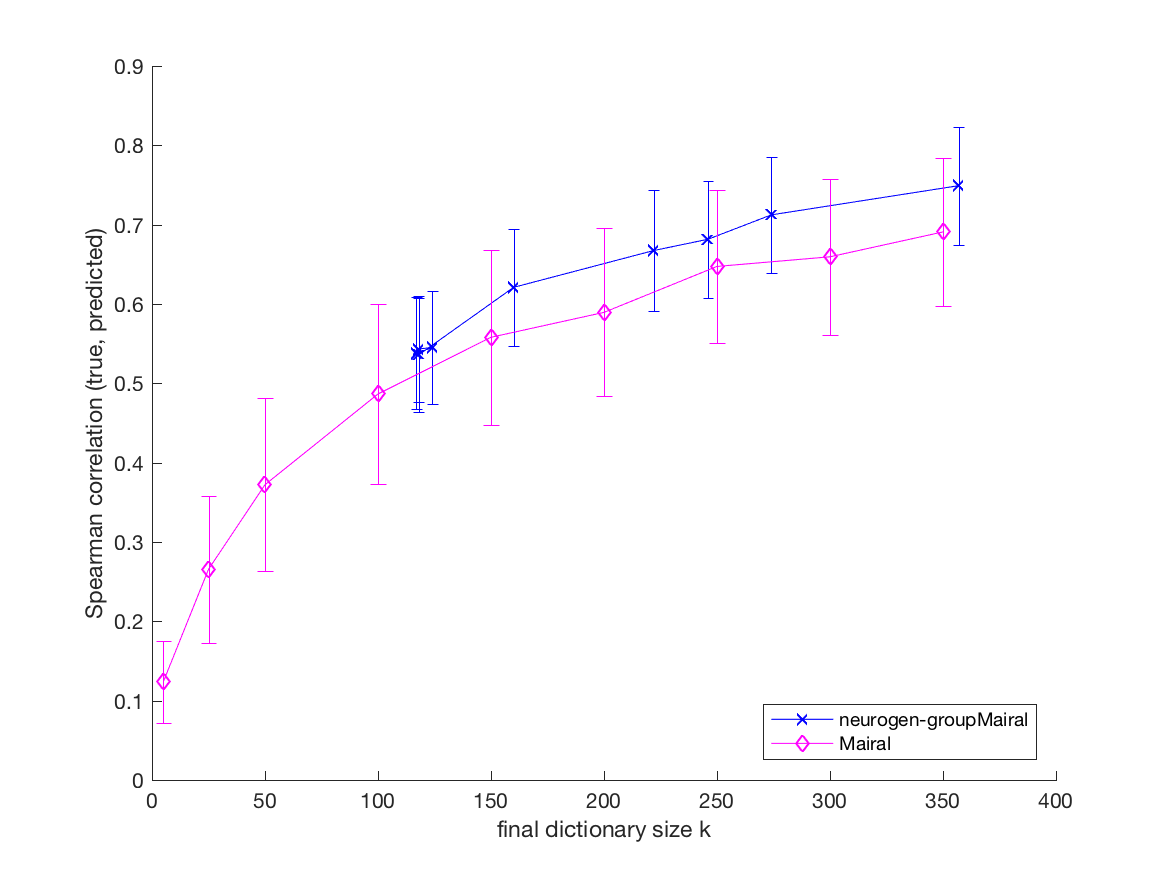 0.9
0.8
0.7
0.6
0.5
0.4
0.3
0.2
0.1
0
Spearman correlation (true, predicted)
neurogen-groupMairal
Mairal
0 50 100 150 200 250 300 350 400
final dictionary size k